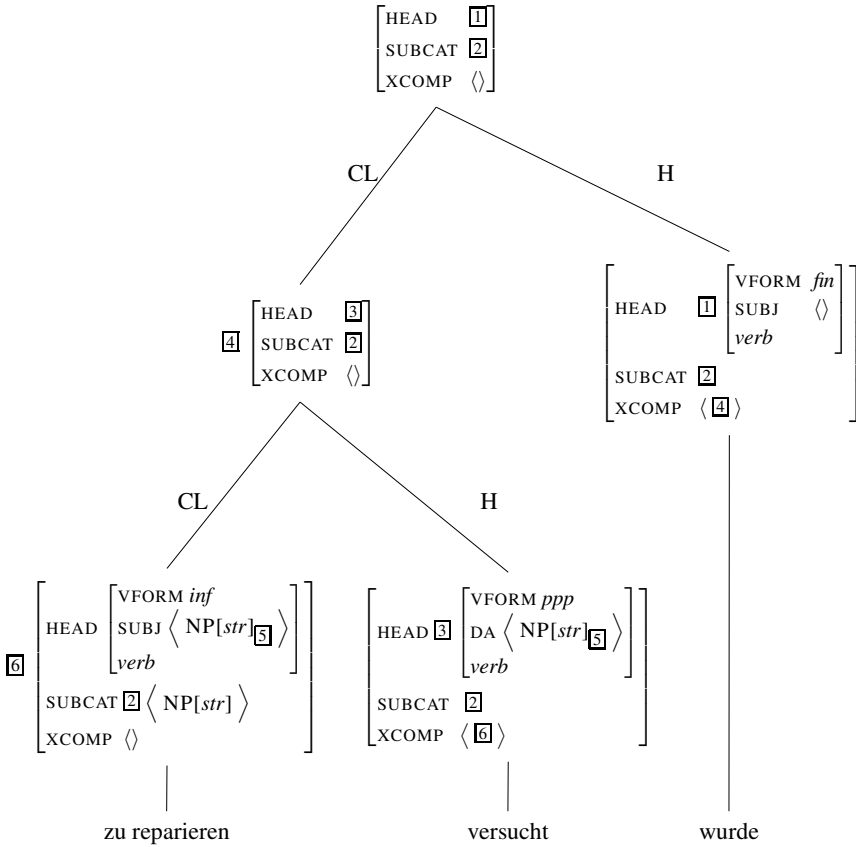 HEAD 1
SUBCAT 2
XCOMP ⟨⟩
CL
H
4
HEAD 3
SUBCAT 2
XCOMP ⟨⟩
HEAD 1
VFORM fin
SUBJ ⟨⟩
verb
SUBCAT 2
XCOMP ⟨ 4 ⟩
CL
H
6
HEAD
VFORM inf
SUBJ ⟨ NP[str] 5 ⟩
verb
SUBCAT 2 ⟨ NP[str] ⟩
XCOMP ⟨⟩
HEAD 3
VFORM ppp
DA ⟨ NP[str] 5 ⟩
verb
SUBCAT 2
XCOMP ⟨ 6 ⟩
zu reparieren
versucht
wurde